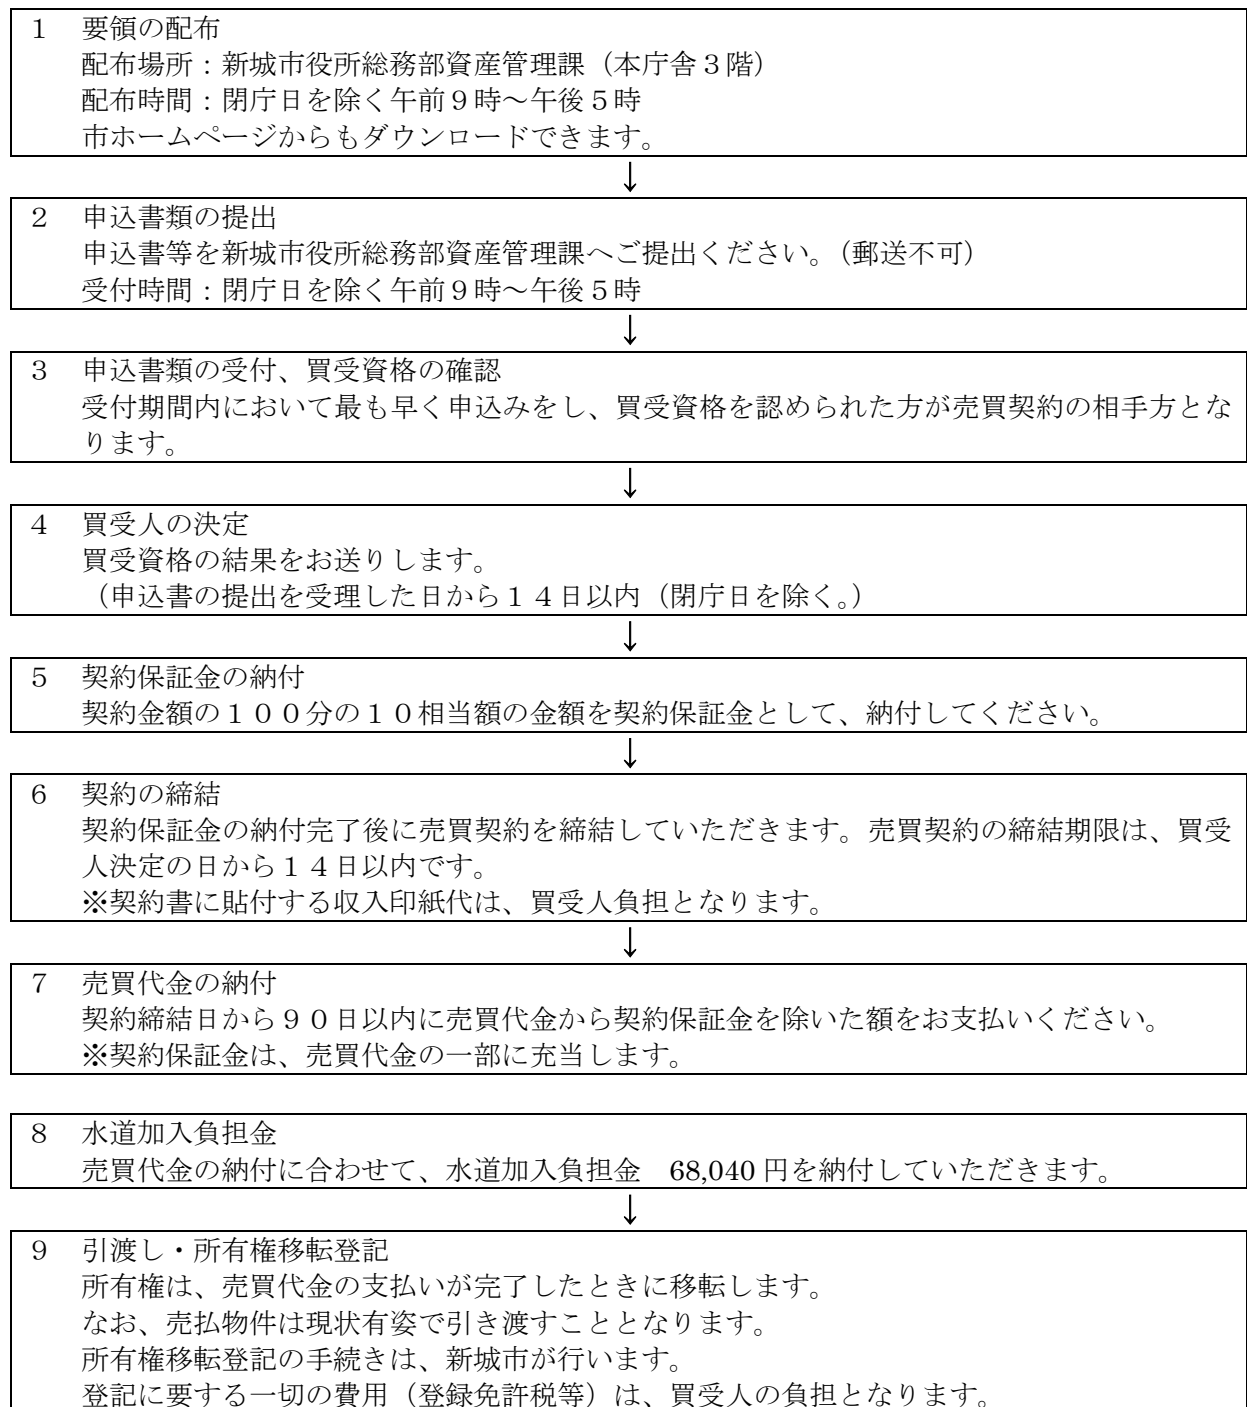 １　要領の配布
配布場所：新城市役所総務部資産管理課（本庁舎３階）
配布時間：閉庁日を除く午前９時～午後５時
市ホームページからもダウンロードできます。
↓
２　申込書類の提出
申込書等を新城市役所総務部資産管理課へご提出ください。（郵送不可）
受付時間：閉庁日を除く午前９時～午後５時
↓
３　申込書類の受付、買受資格の確認
受付期間内において最も早く申込みをし、買受資格を認められた方が売買契約の相手方とな
ります。
↓
４　買受人の決定
買受資格の結果をお送りします。
（申込書の提出を受理した日から１４日以内（閉庁日を除く。）
↓
５　契約保証金の納付
契約金額の１００分の１０相当額の金額を契約保証金として、納付してください。
↓
６　契約の締結
契約保証金の納付完了後に売買契約を締結していただきます。売買契約の締結期限は、買受
人決定の日から１４日以内です。
※契約書に貼付する収入印紙代は、買受人負担となります。
↓
７　売買代金の納付
契約締結日から９０日以内に売買代金から契約保証金を除いた額をお支払いください。
※契約保証金は、売買代金の一部に充当します。
８　水道加入負担金
売買代金の納付に合わせて、水道加入負担金　68,040 円を納付していただきます。
↓
９　引渡し・所有権移転登記
所有権は、売買代金の支払いが完了したときに移転します。
なお、売払物件は現状有姿で引き渡すこととなります。
所有権移転登記の手続きは、新城市が行います。
登記に要する一切の費用（登録免許税等）は、買受人の負担となります。